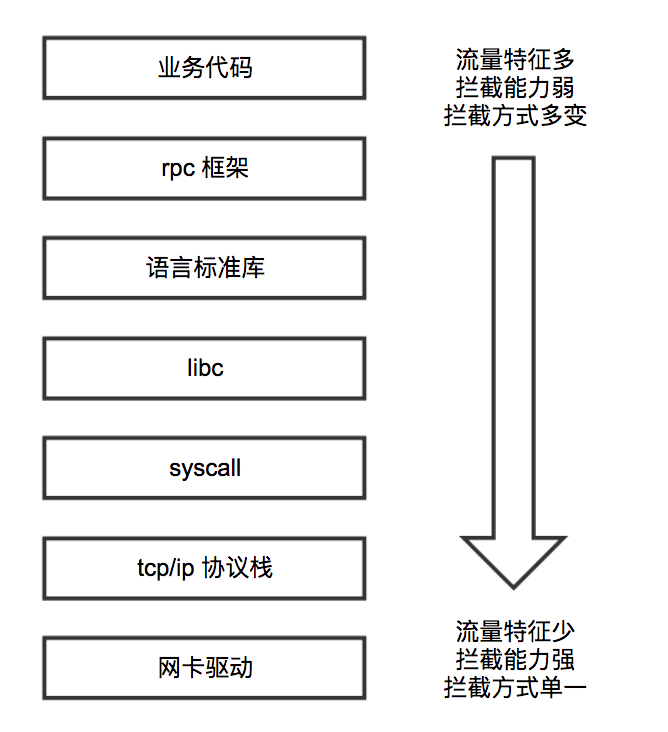 业务代码
rpc 框架
语言标准库
libc
syscall
tcp/ip 协议栈
网卡驱动
流量特征多
拦截能力弱
拦截方式多变
流量特征少
拦截能力强
拦截方式单一